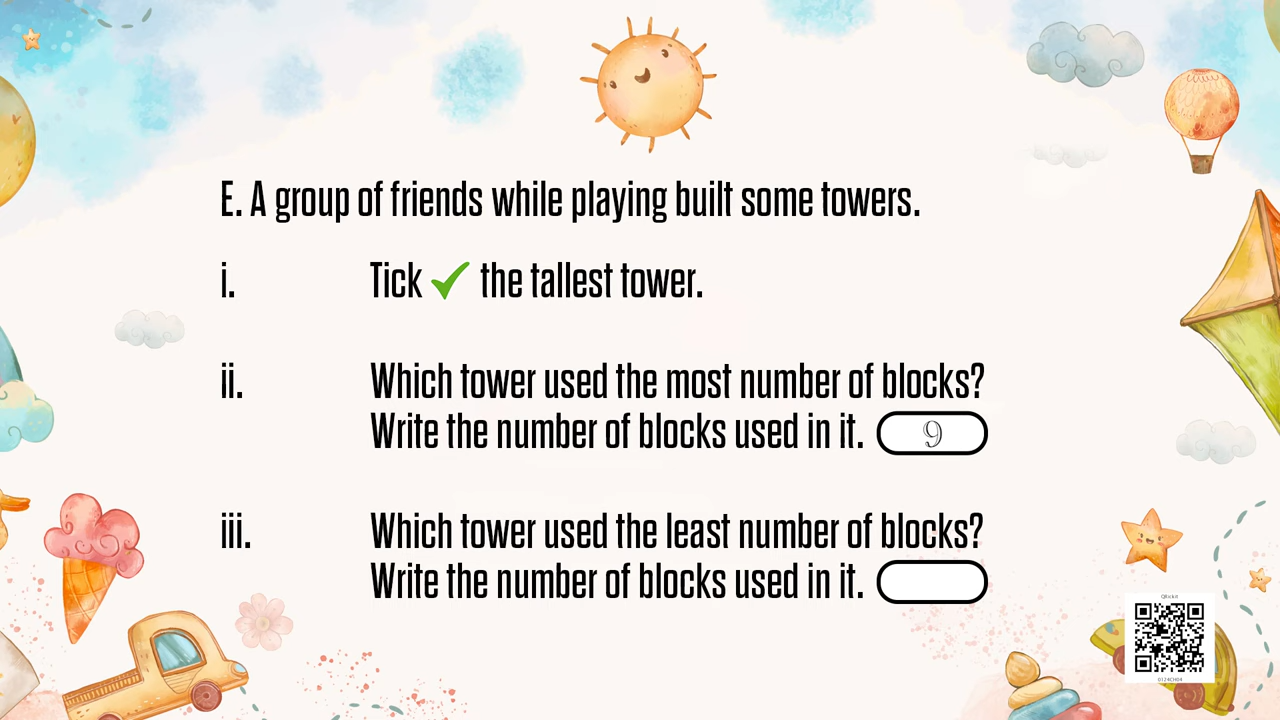 E. A group of friends while playing built some towers.
i. Tick ✓ the tallest tower.
ii. Which tower used the most number of blocks?
Write the number of blocks used in it. 9
iii. Which tower used the least number of blocks?
Write the number of blocks used in it.
QRickit
0124CH04